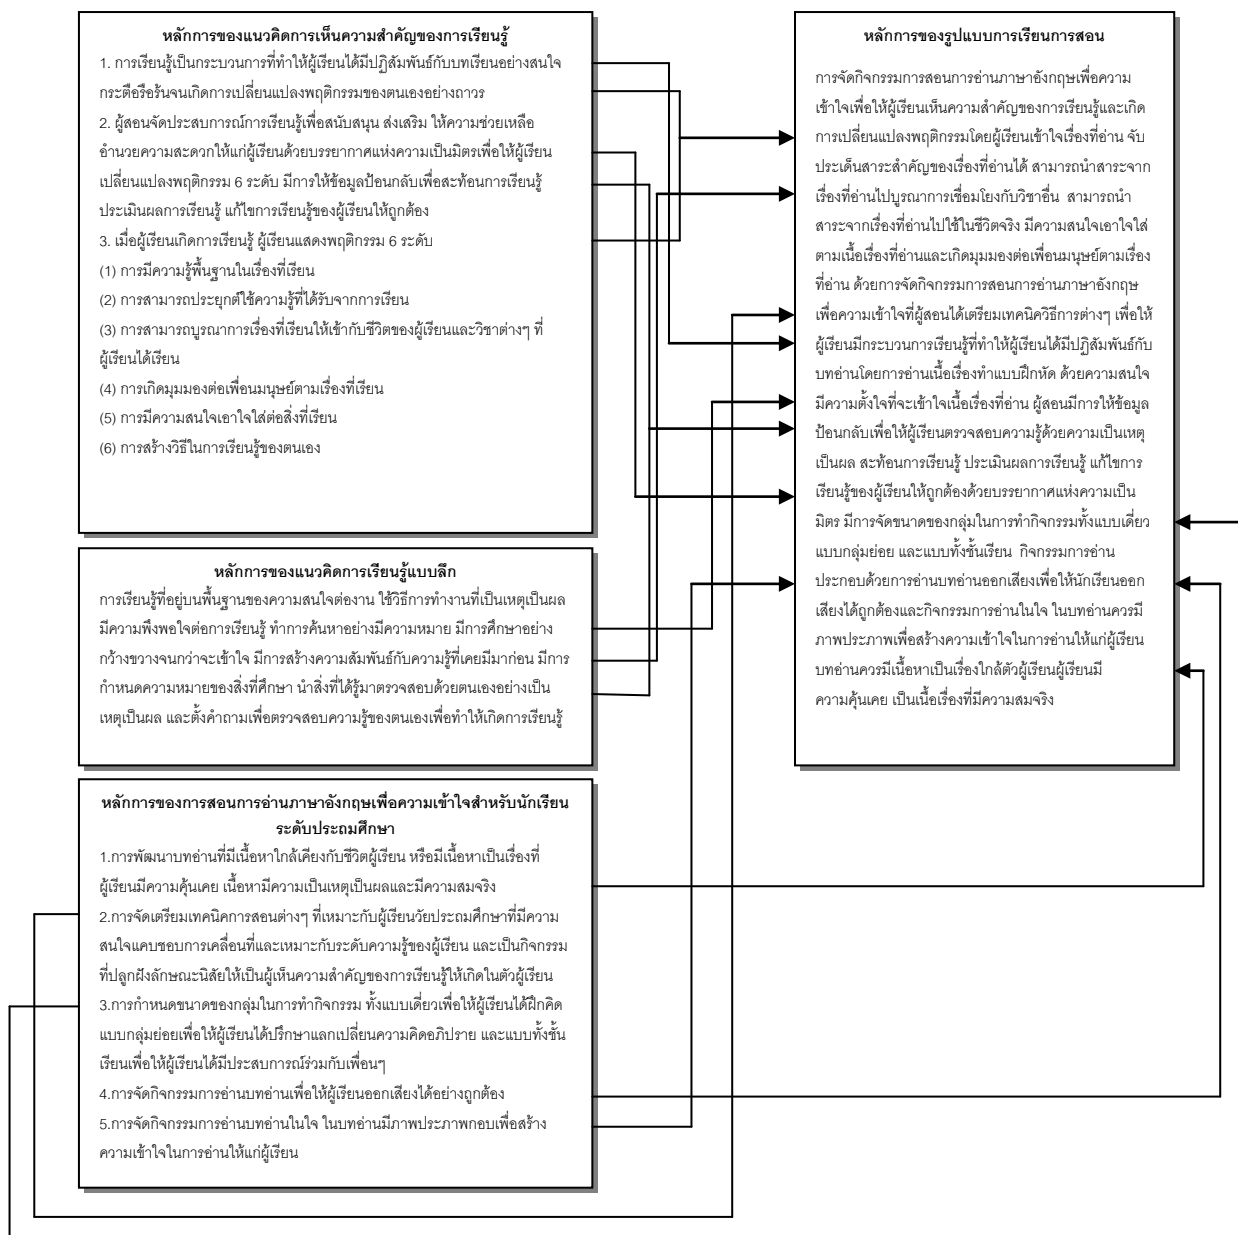 หลักการของแนวคิดการเห็นความสำคัญของการเรียนรู้
1. การเรียนรู้เป็นกระบวนการที่ทำให้ผู้เรียนได้มีปฏิสัมพันธ์กับบทเรียนอย่างสนใจ
กระตือรือร้นจนเกิดการเปลี่ยนแปลงพฤติกรรมของตนเองอย่างถาวร
2. ผู้สอนจัดประสบการณ์การเรียนรู้เพื่อสนับสนุน ส่งเสริม ให้ความช่วยเหลือ
อำนวยความสะดวกให้แก่ผู้เรียนด้วยบรรยากาศแห่งความเป็นมิตรเพื่อให้ผู้เรียน
เปลี่ยนแปลงพฤติกรรม 6 ระดับ มีการให้ข้อมูลป้อนกลับเพื่อสะท้อนการเรียนรู้
ประเมินผลการเรียนรู้ แก้ไขการเรียนรู้ของผู้เรียนให้ถูกต้อง
3. เมื่อผู้เรียนเกิดการเรียนรู้ ผู้เรียนแสดงพฤติกรรม 6 ระดับ
(1) การมีความรู้พื้นฐานในเรื่องที่เรียน
(2) การสามารถประยุกต์ใช้ความรู้ที่ได้รับจากการเรียน
(3) การสามารถบูรณาการเรื่องที่เรียนให้เข้ากับชีวิตของผู้เรียนและวิชาต่างๆ ที่
ผู้เรียนได้เรียน
(4) การเกิดมุมมองต่อเพื่อนมนุษย์ตามเรื่องที่เรียน
(5) การมีความสนใจเอาใจใส่ต่อสิ่งที่เรียน
(6) การสร้างวิธีในการเรียนรู้ของตนเอง
หลักการของแนวคิดการเรียนรู้แบบลึก
การเรียนรู้ที่อยู่บนพื้นฐานของความสนใจต่องาน ใช้วิธีการทำงานที่เป็นเหตุเป็นผล
มีความพึงพอใจต่อการเรียนรู้ ทำการค้นหาอย่างมีความหมาย มีการศึกษาอย่าง
กว้างขวางจนกว่าจะเข้าใจ มีการสร้างความสัมพันธ์กับความรู้ที่เคยมีมาก่อน มีการ
กำหนดความหมายของสิ่งที่ศึกษา นำสิ่งที่ได้รู้มาตรวจสอบด้วยตนเองอย่างเป็น
เหตุเป็นผล และตั้งคำถามเพื่อตรวจสอบความรู้ของตนเองเพื่อทำให้เกิดการเรียนรู้
หลักการของการสอนการอ่านภาษาอังกฤษเพื่อความเข้าใจสำหรับนักเรียน
ระดับประถมศึกษา
1.การพัฒนาบทอ่านที่มีเนื้อหาใกล้เคียงกับชีวิตผู้เรียน หรือมีเนื้อหาเป็นเรื่องที่
ผู้เรียนมีความคุ้นเคย เนื้อหามีความเป็นเหตุเป็นผลและมีความสมจริง
2.การจัดเตรียมเทคนิคการสอนต่างๆ ที่เหมาะกับผู้เรียนวัยประถมศึกษาที่มีความ
สนใจแคบชอบการเคลื่อนที่และเหมาะกับระดับความรู้ของผู้เรียน และเป็นกิจกรรม
ที่ปลูกฝังลักษณะนิสัยให้เป็นผู้เห็นความสำคัญของการเรียนรู้ให้เกิดในตัวผู้เรียน
3.การกำหนดขนาดของกลุ่มในการทำกิจกรรม ทั้งแบบเดี่ยวเพื่อให้ผู้เรียนได้ฝึกคิด
แบบกลุ่มย่อยเพื่อให้ผู้เรียนได้ปรึกษาแลกเปลี่ยนความคิดอภิปราย และแบบทั้งชั้น
เรียนเพื่อให้ผู้เรียนได้มีประสบการณ์ร่วมกับเพื่อนๆ
4.การจัดกิจกรรมการอ่านบทอ่านเพื่อให้ผู้เรียนออกเสียงได้อย่างถูกต้อง
5.การจัดกิจกรรมการอ่านบทอ่านในใจ ในบทอ่านมีภาพประภาพกอบเพื่อสร้าง
ความเข้าใจในการอ่านให้แก่ผู้เรียน
หลักการของรูปแบบการเรียนการสอน
การจัดกิจกรรมการสอนการอ่านภาษาอังกฤษเพื่อความ
เข้าใจเพื่อให้ผู้เรียนเห็นความสำคัญของการเรียนรู้และเกิด
การเปลี่ยนแปลงพฤติกรรมโดยผู้เรียนเข้าใจเรื่องที่อ่าน จับ
ประเด็นสาระสำคัญของเรื่องที่อ่านได้ สามารถนำสาระจาก
เรื่องที่อ่านไปบูรณาการเชื่อมโยงกับวิชาอื่น สามารถนำ
สาระจากเรื่องที่อ่านไปใช้ในชีวิตจริง มีความสนใจเอาใจใส่
ตามเนื้อเรื่องที่อ่านและเกิดมุมมองต่อเพื่อนมนุษย์ตามเรื่อง
ที่อ่าน ด้วยการจัดกิจกรรมการสอนการอ่านภาษาอังกฤษ
เพื่อความเข้าใจที่ผู้สอนได้เตรียมเทคนิควิธีการต่างๆ เพื่อให้
ผู้เรียนมีกระบวนการเรียนรู้ที่ทำให้ผู้เรียนได้มีปฏิสัมพันธ์กับ
บทอ่านโดยการอ่านเนื้อเรื่องทำแบบฝึกหัด ด้วยความสนใจ
มีความตั้งใจที่จะเข้าใจเนื้อเรื่องที่อ่าน ผู้สอนมีการให้ข้อมูล
ป้อนกลับเพื่อให้ผู้เรียนตรวจสอบความรู้ด้วยความเป็นเหตุ
เป็นผล สะท้อนการเรียนรู้ ประเมินผลการเรียนรู้ แก้ไขการ
เรียนรู้ของผู้เรียนให้ถูกต้องด้วยบรรยากาศแห่งความเป็น
มิตร มีการจัดขนาดของกลุ่มในการทำกิจกรรมทั้งแบบเดี่ยว
แบบกลุ่มย่อย และแบบทั้งชั้นเรียน กิจกรรมการอ่าน
ประกอบด้วยการอ่านบทอ่านออกเสียงเพื่อให้นักเรียนออก
เสียงได้ถูกต้องและกิจกรรมการอ่านในใจ ในบทอ่านควรมี
ภาพประภาพเพื่อสร้างความเข้าใจในการอ่านให้แก่ผู้เรียน
บทอ่านควรมีเนื้อหาเป็นเรื่องใกล้ตัวผู้เรียนผู้เรียนมี
ความคุ้นเคย เป็นเนื้อเรื่องที่มีความสมจริง